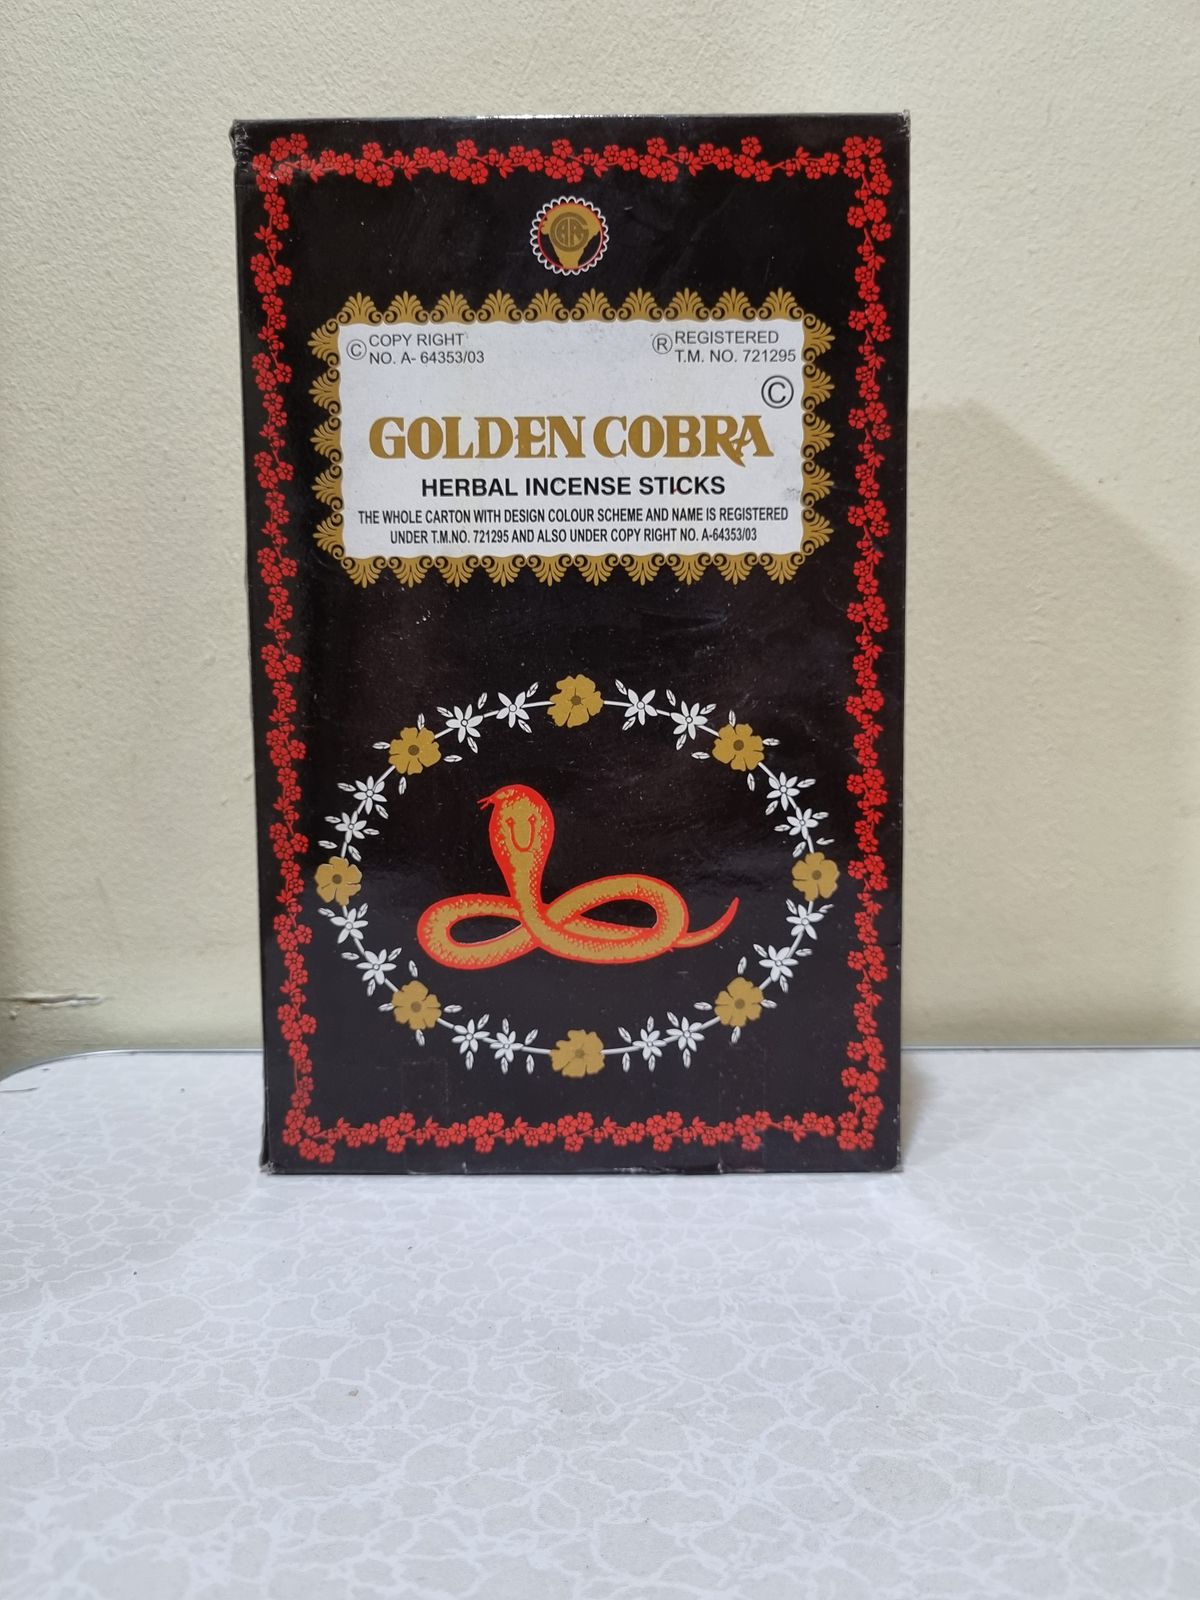 © COPY RIGHT
NO. A- 64353/03
® REGISTERED
T.M. NO. 721295
©
GOLDEN COBRA
HERBAL INCENSE STICKS
THE WHOLE CARTON WITH DESIGN COLOUR SCHEME AND NAME IS REGISTERED
UNDER T.M.NO. 721295 AND ALSO UNDER COPY RIGHT NO. A-64353/03